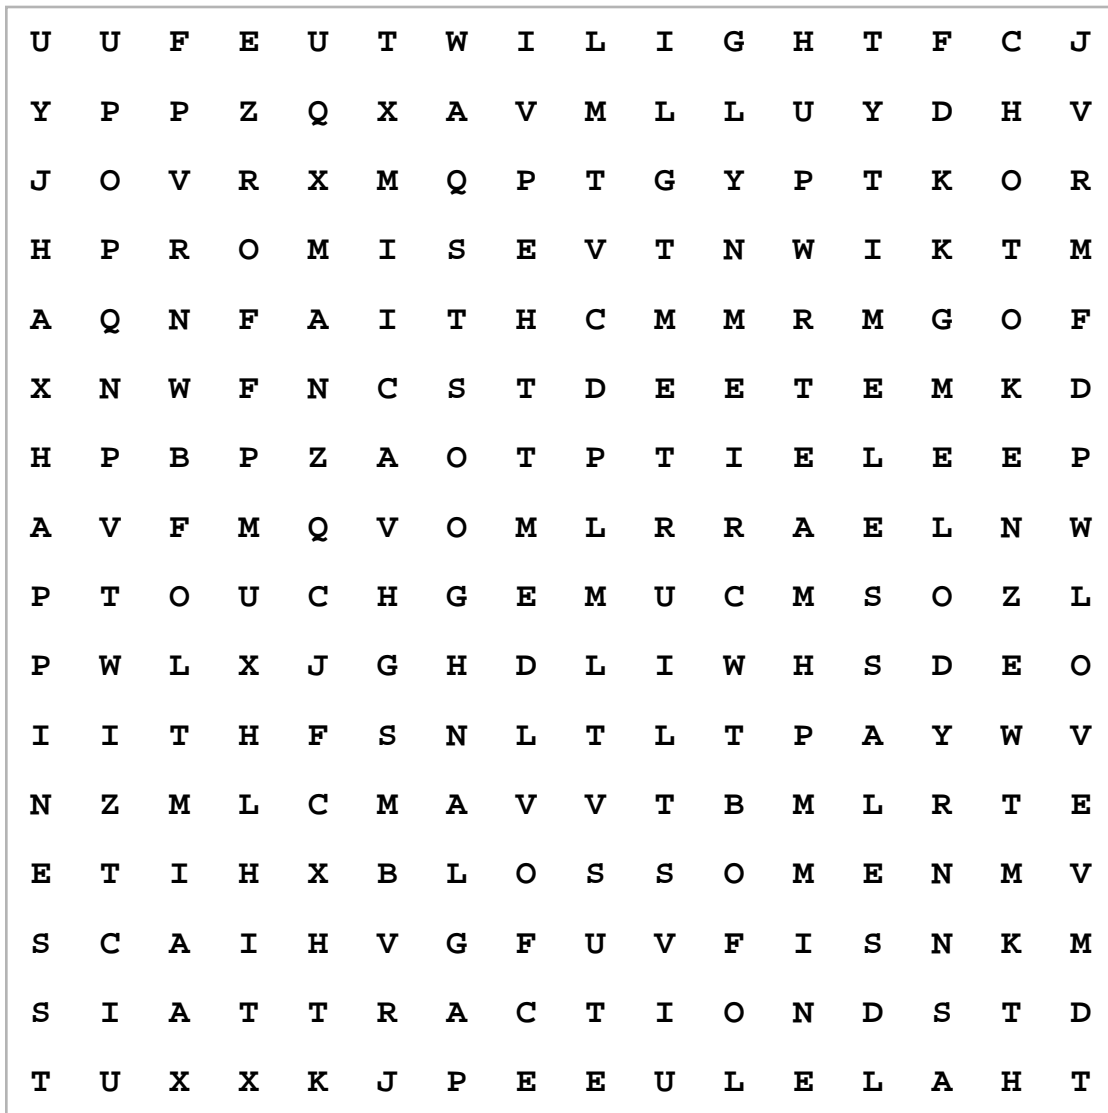 U U F E U T W I L I G H T F C J
Y P P Z Q X A V M L L U Y D H V
J O V R X M Q P T G Y P T K O R
H P R O M I S E V T N W I K T M
A Q N F A I T H C M M R M G O F
X N W F N C S T D E E T E M K D
H P B P Z A O T P T I E L E E P
A V F M Q V O M L R R A E L N W
P T O U C H G E M U C M S O Z L
P W L X J G H D L I W H S D E O
I I T H F S N L T L T P A Y W V
N Z M L C M A V V T B M L R T E
E T I H X B L O S S O M E N M V
S C A I H V G F U V F I S N K M
S I A T T R A C T I O N D S T D
T U X X K J P E E U L E L A H T